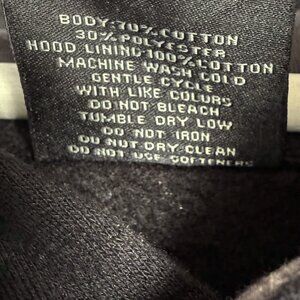 BODY:70%COTTON
30%POLYESTER
HOOD LINING:100%COTTON
MACHINE WASH COLD
GENTLE CYCLE
WITH LIKE COLORS
DO NOT BLEACH
TUMBLE DRY LOW
DO NOT IRON
DO NOT DRY CLEAN
DO NOT USE SOFTENERS